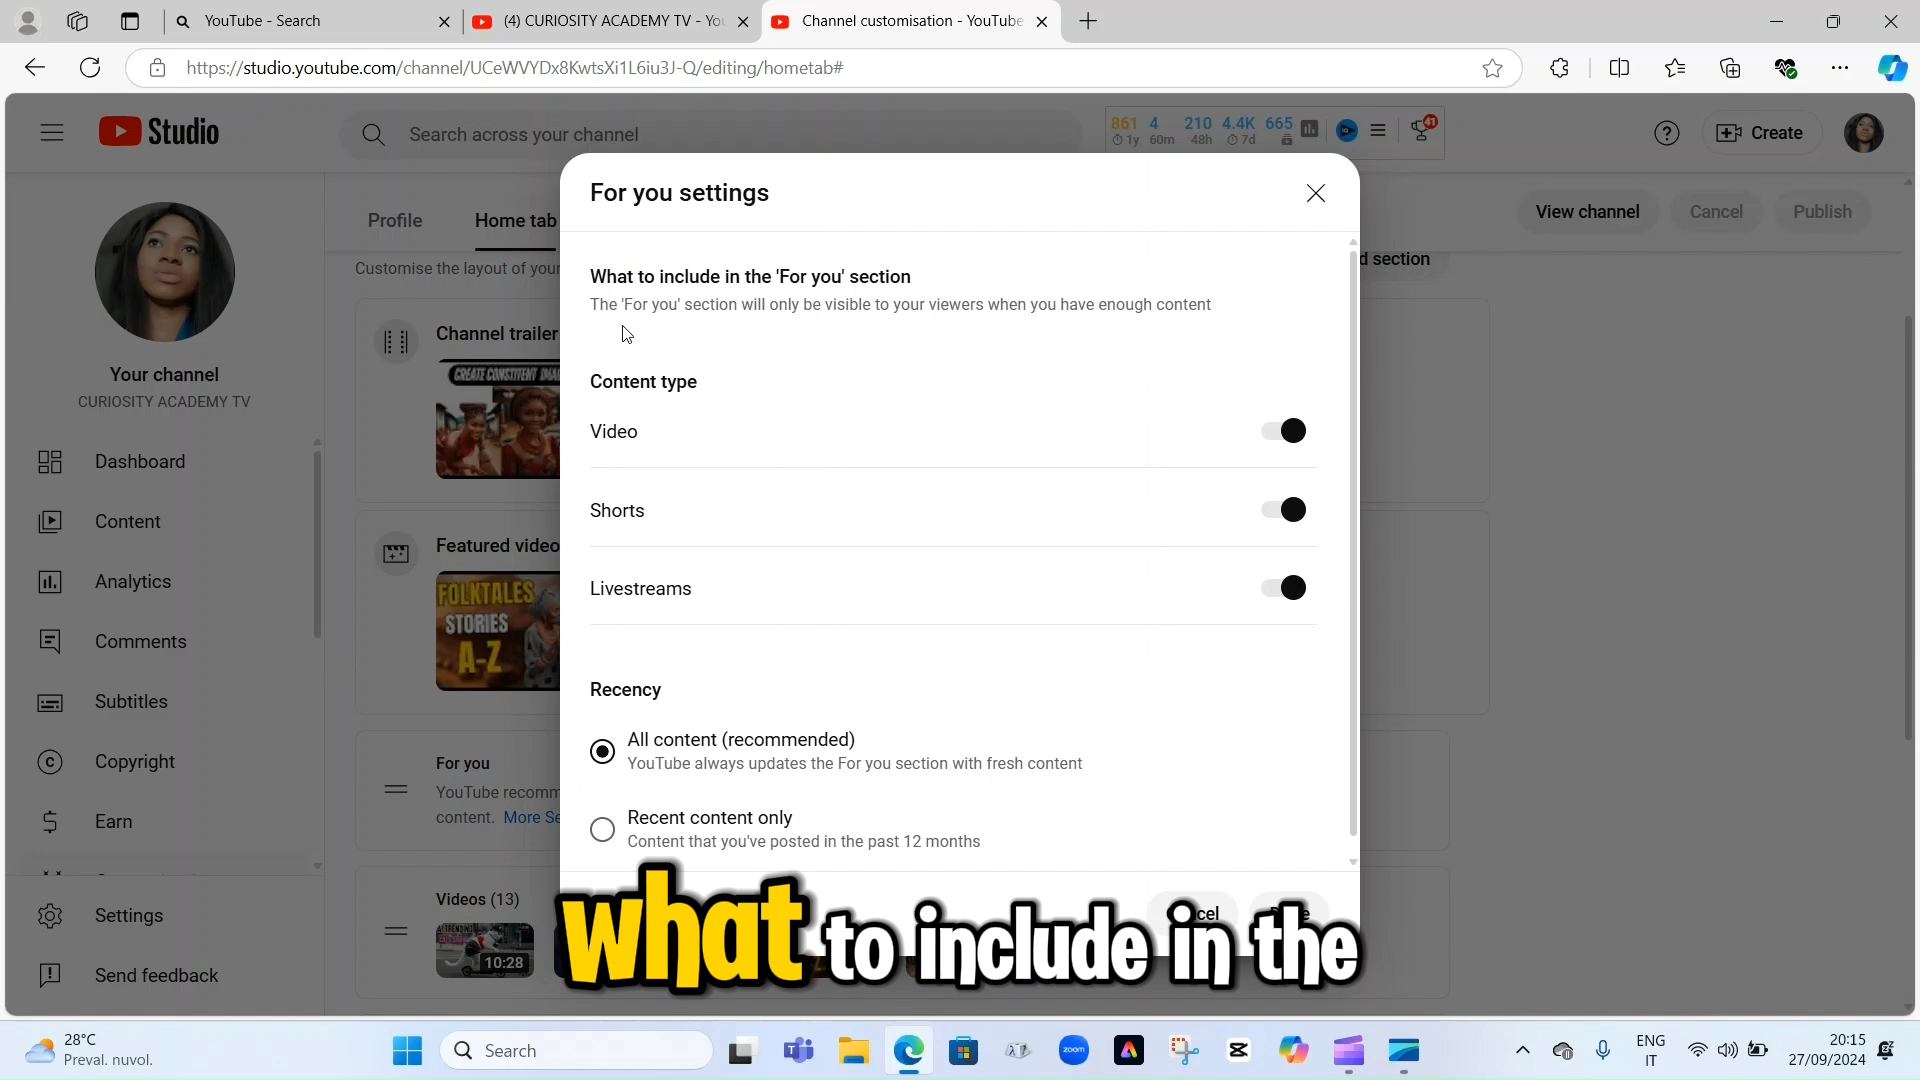 YouTube - Search
(4) CURIOSITY ACADEMY TV - You
Channel customisation - YouTube
https://studio.youtube.com/channel/UCeWVYDx8KwtsXi1L6iu3J-Q/editing/hometab#
Studio
Search across your channel
861 4 210 4.4K 665
1y 60m 48h 7d
41
Create
For you settings
Profile
Home tab
View channel
Cancel
Publish
Customise the layout of your
d section
What to include in the 'For you' section
The 'For you' section will only be visible to your viewers when you have enough content
Channel trailer
Your channel
CURIOSITY ACADEMY TV
Content type
Video
Shorts
Livestreams
Dashboard
Content
Analytics
Comments
Subtitles
Copyright
Earn
Settings
Send feedback
Featured video
FOLKTALES
STORIES
A-Z
Recency
All content (recommended)
YouTube always updates the For you section with fresh content
Recent content only
Content that you've posted in the past 12 months
For you
YouTube recomm
content. More Se
Videos (13)
10:28
what to include in the
28°C
Preval. nuvol.
Search
zoom
ENG
IT
20:15
27/09/2024